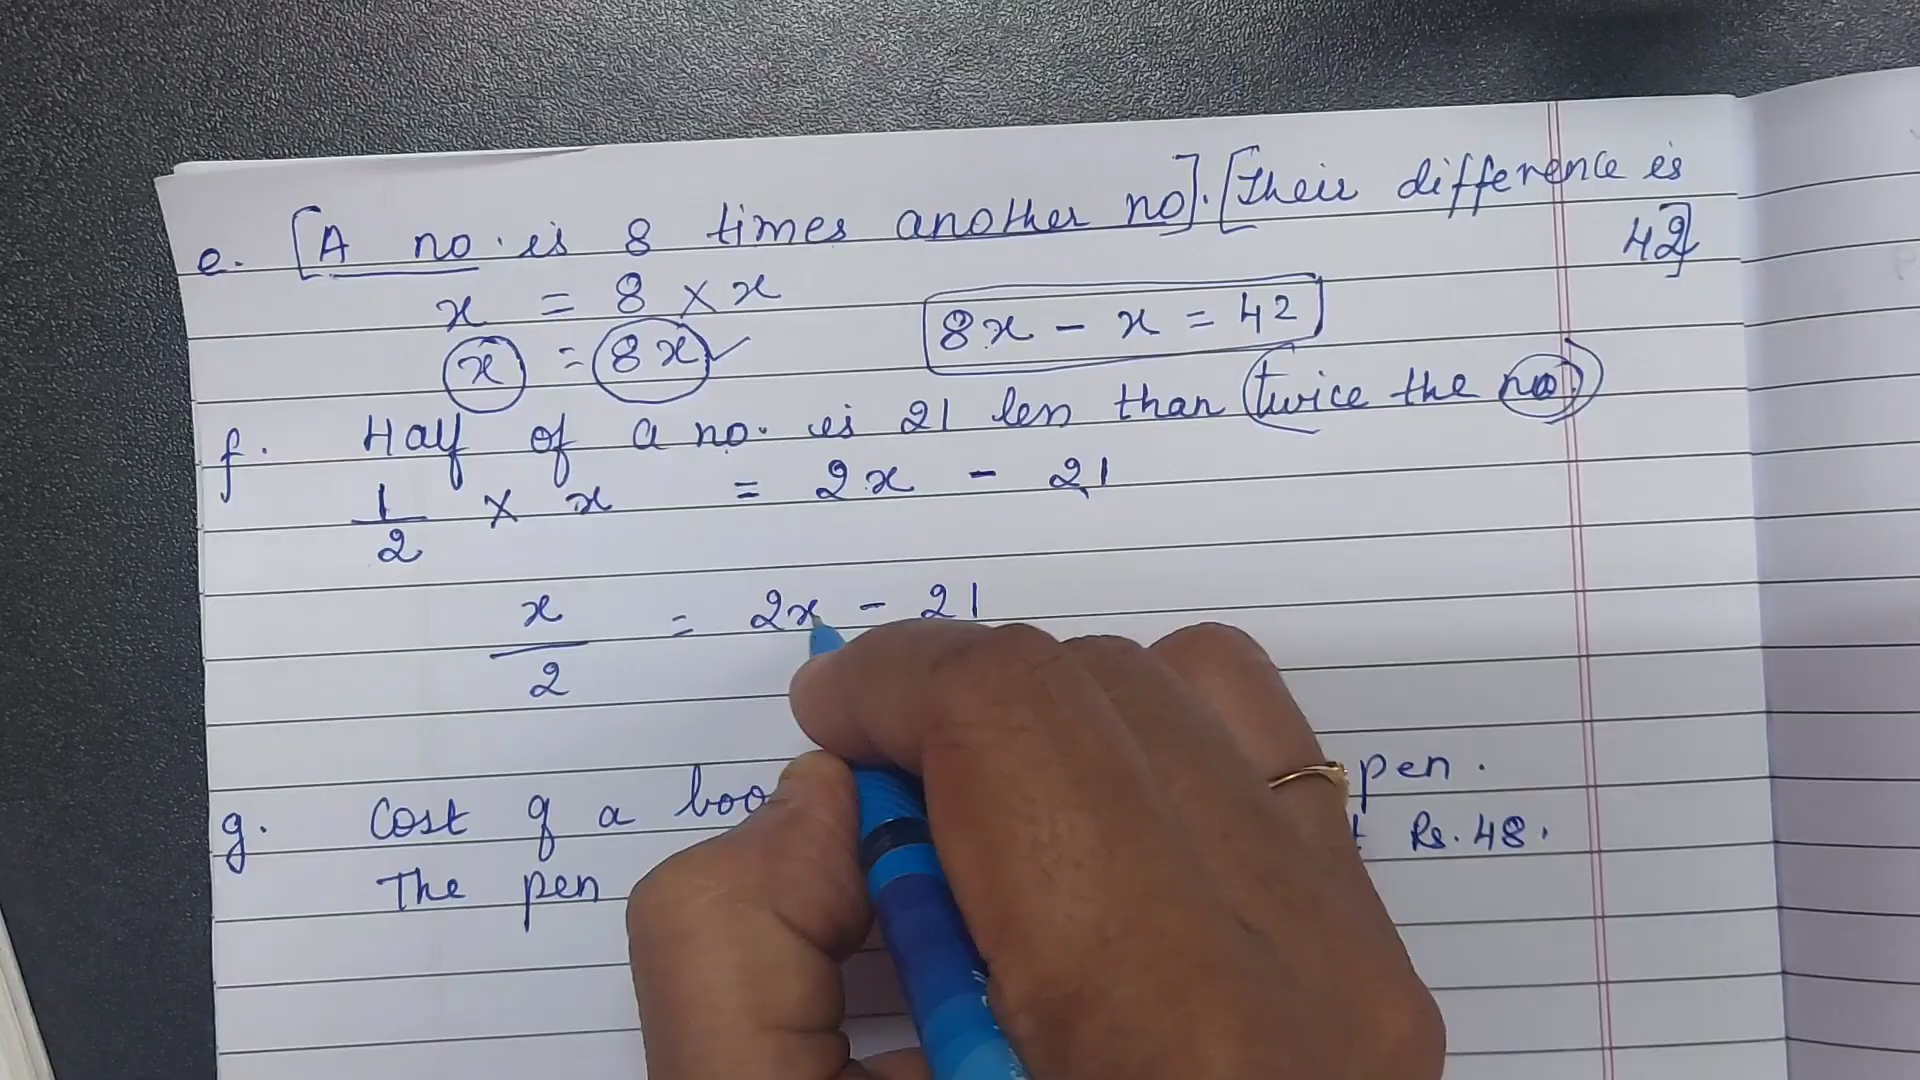 e. [A no. is 8 times another no]. [Their difference is
42]
x = 8 × x
x = 8x ✓
8x - x = 42
f. Half of a no. is 21 less than twice the no.
1/2 × x = 2x - 21
x/2 = 2x - 21
g. Cost of a pen.
Rs. 48.
The pen